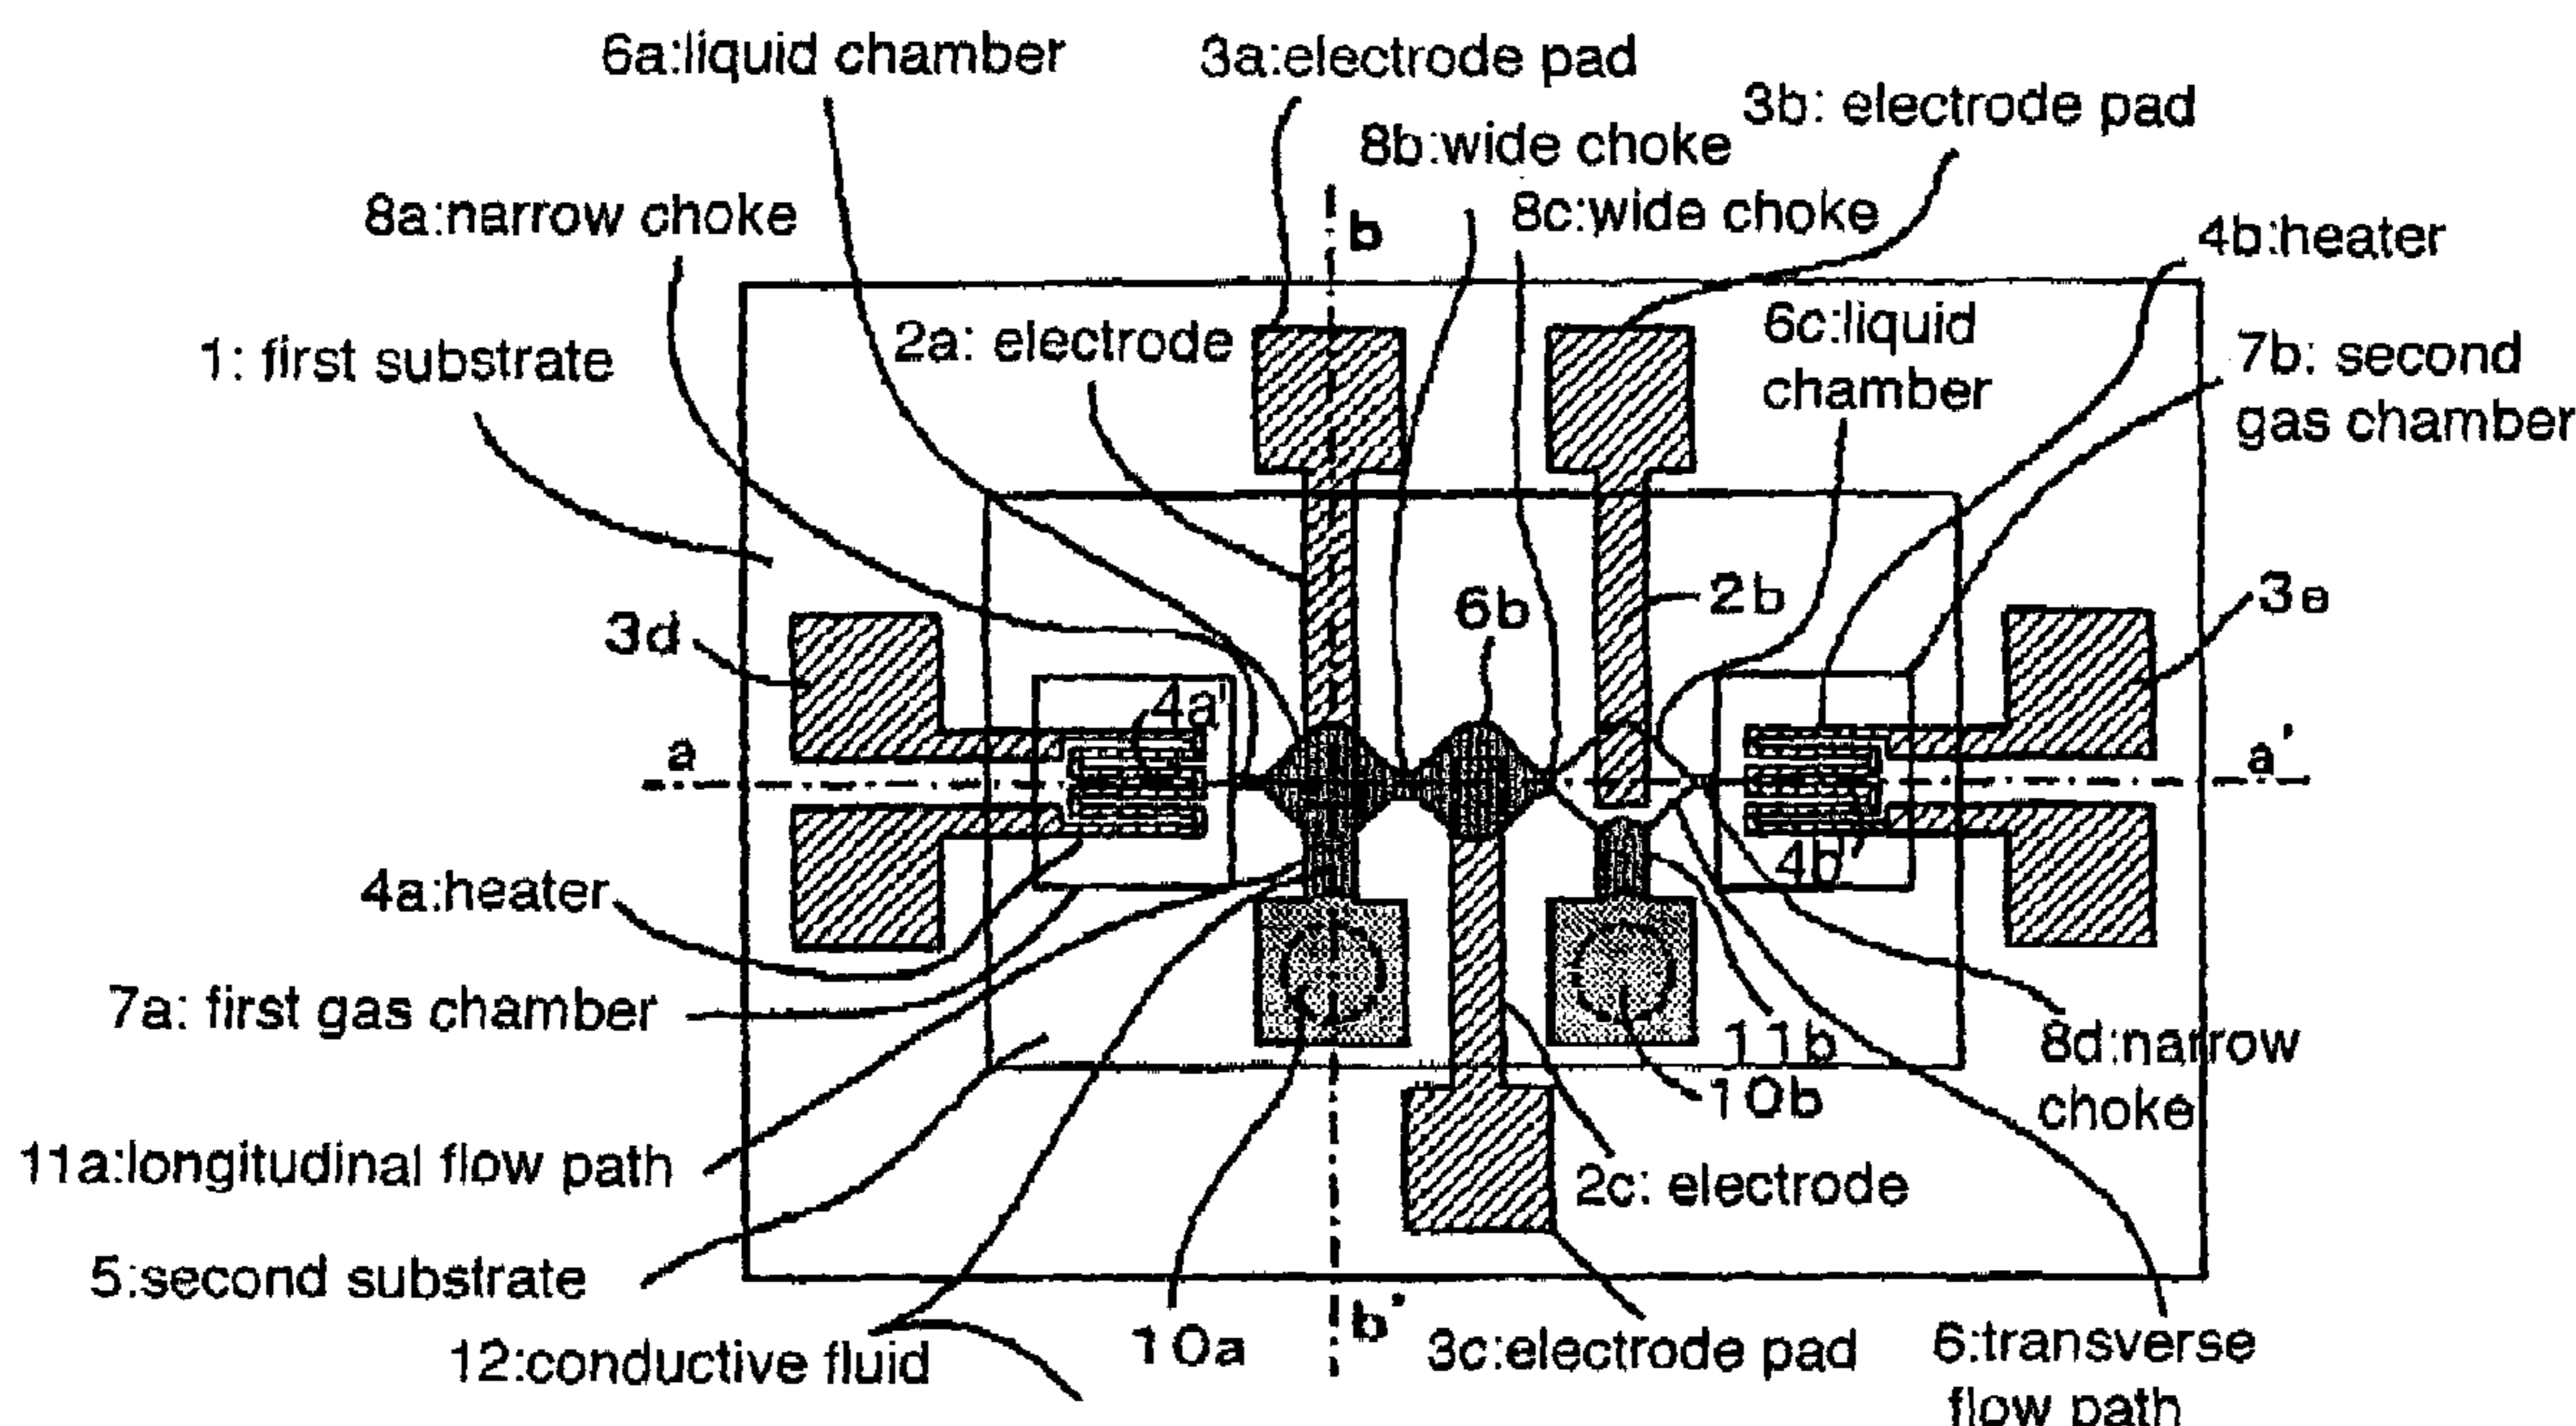 6a:liquid chamber
3a:electrode pad
3b: electrode pad
8b:wide choke
8a:narrow choke
8c:wide choke
b
4b:heater
1: first substrate
2a: electrode
6c:liquid
chamber
7b: second
gas chamber
3d
6b
2b
3e
4a'
a
a'
4a:heater
4b'
7a: first gas chamber
11b
8d:narrow
choke
10b
11a:longitudinal flow path
2c: electrode
5:second substrate
12:conductive fluid
10a
b'
3c:electrode pad
6:transverse
flow path